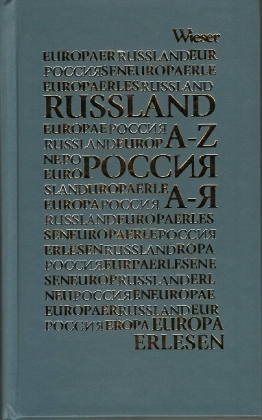 Wieser
EUROPAERRUSSLANDEUR
РОССИЯSENEUROPAERLE
EUROPAERLESRUSSLAND
RUSSLAND
EUROPAEРОССИЯ
A–Z
RUSSLANDEUROP
NEPO
EURO
РОССИЯ
SLANDEUROPAERLE
А–Я
EUROPAРОССИЯ
RUSSLANDEUROPAERLES
SENEUROPAERLEРОССИЯ
ERLESENRUSSLANDROPA
РОССИЯEURPAERLESENE
SENEUROPRUSSLANDERL
NEUРОССИЯENEUROPAE
EUROPAERRUSSLANDEUR
РОССИЯEROPA
EUROPA
ERLESEN